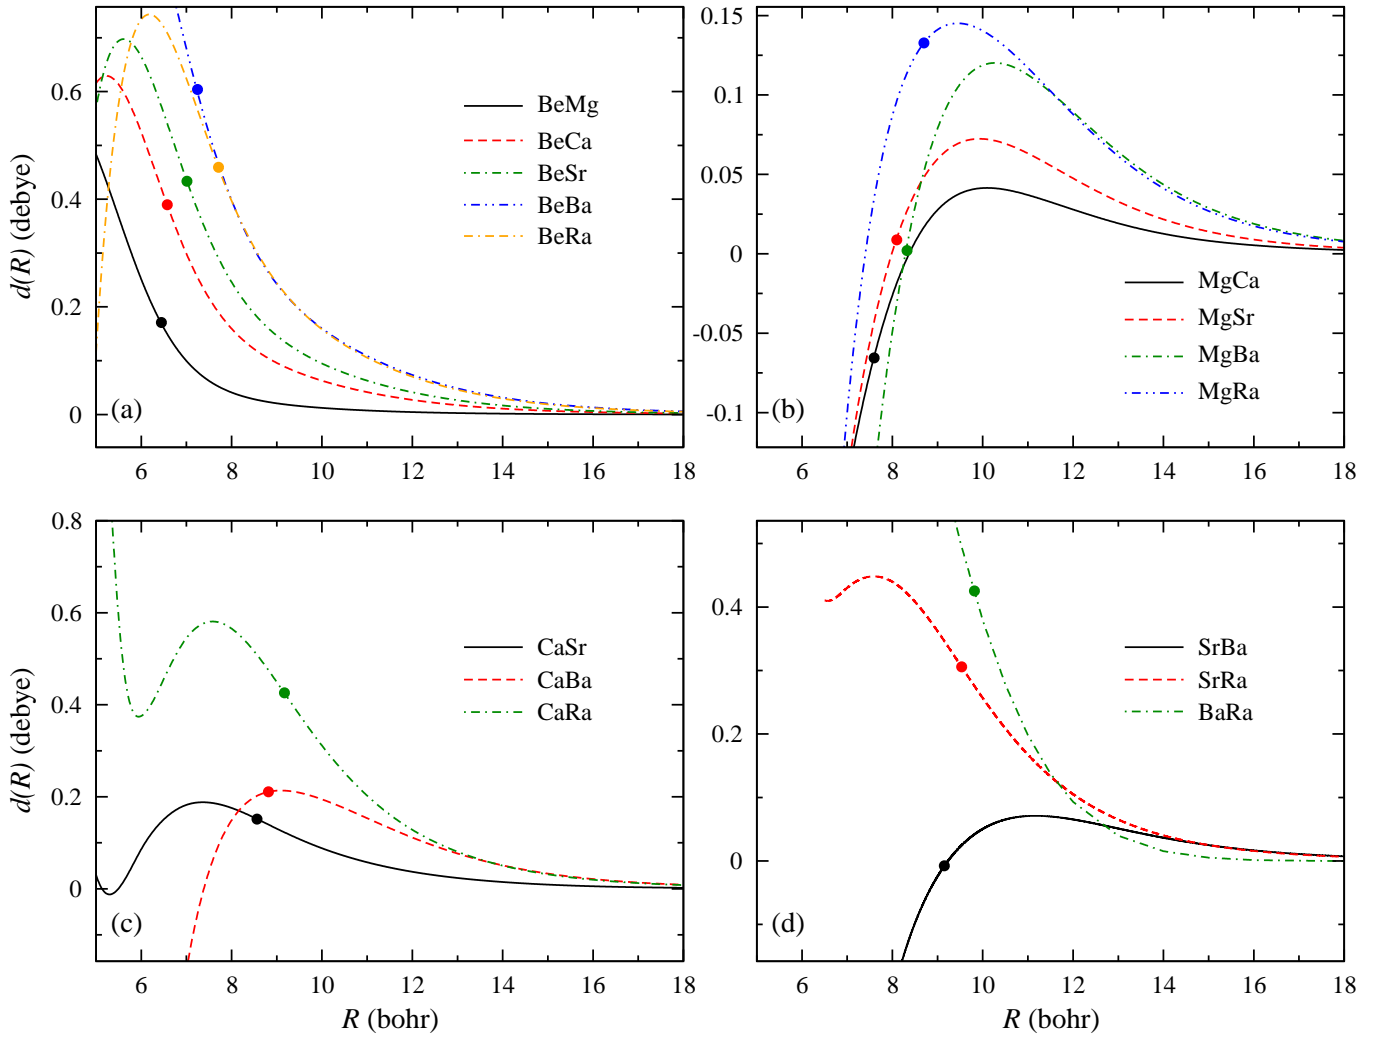 d(R) (debye)
0.6
0.4
0.2
0
BeMg
BeCa
BeSr
BeBa
BeRa
(a)
6 8 10 12 14 16 18
0.15
0.1
0.05
0
-0.05
-0.1
MgCa
MgSr
MgBa
MgRa
(b)
6 8 10 12 14 16 18
d(R) (debye)
0.8
0.6
0.4
0.2
0
CaSr
CaBa
CaRa
(c)
6 8 10 12 14 16 18
R (bohr)
0.4
0.2
0
SrBa
SrRa
BaRa
(d)
6 8 10 12 14 16 18
R (bohr)